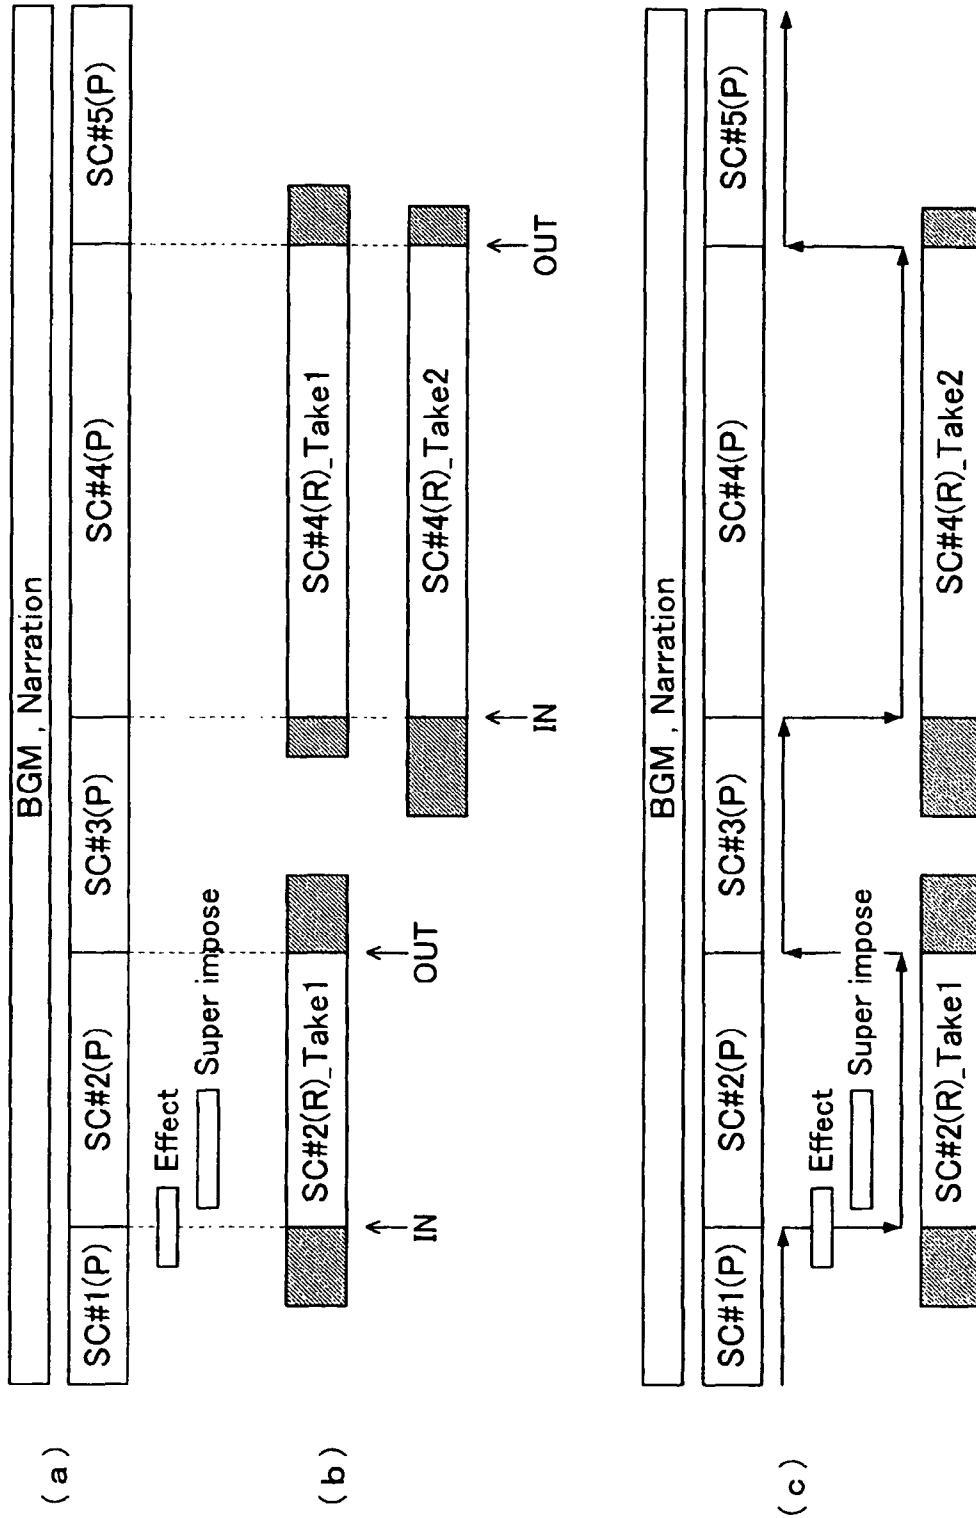 (a)
BGM , Narration
SC#1(P) SC#2(P) SC#3(P) SC#4(P) SC#5(P)
Effect
Super impose
(b)
SC#2(R)_Take1 SC#4(R)_Take1
SC#4(R)_Take2
IN OUT IN OUT
(c)
BGM , Narration
SC#1(P) SC#2(P) SC#3(P) SC#4(P) SC#5(P)
Effect
Super impose
SC#2(R)_Take1 SC#4(R)_Take2